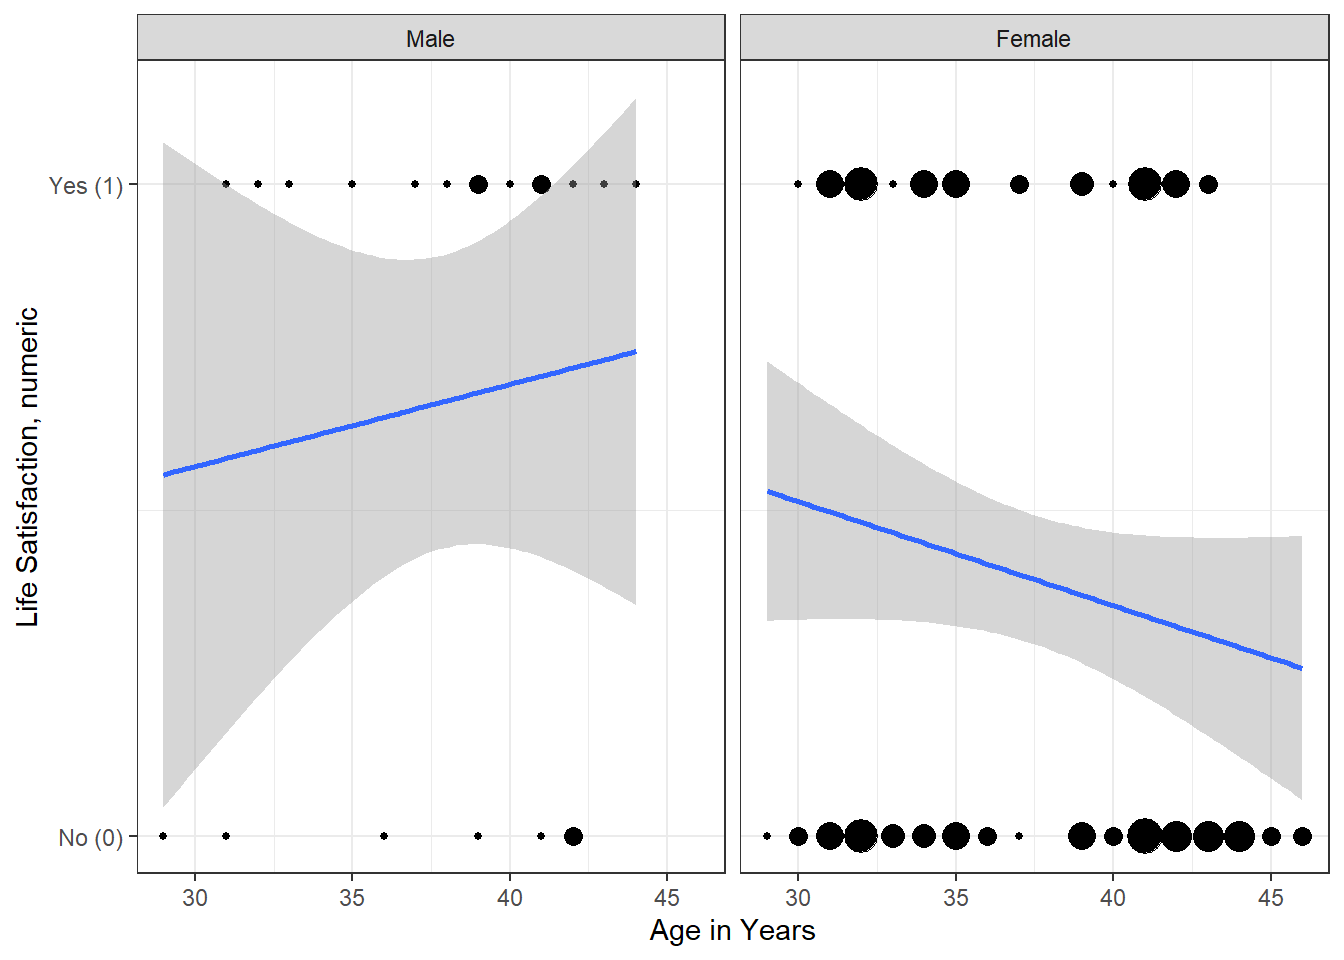 Male
Female
Life Satisfaction, numeric
Yes (1)
No (0)
30 35 40 45
30 35 40 45
Age in Years